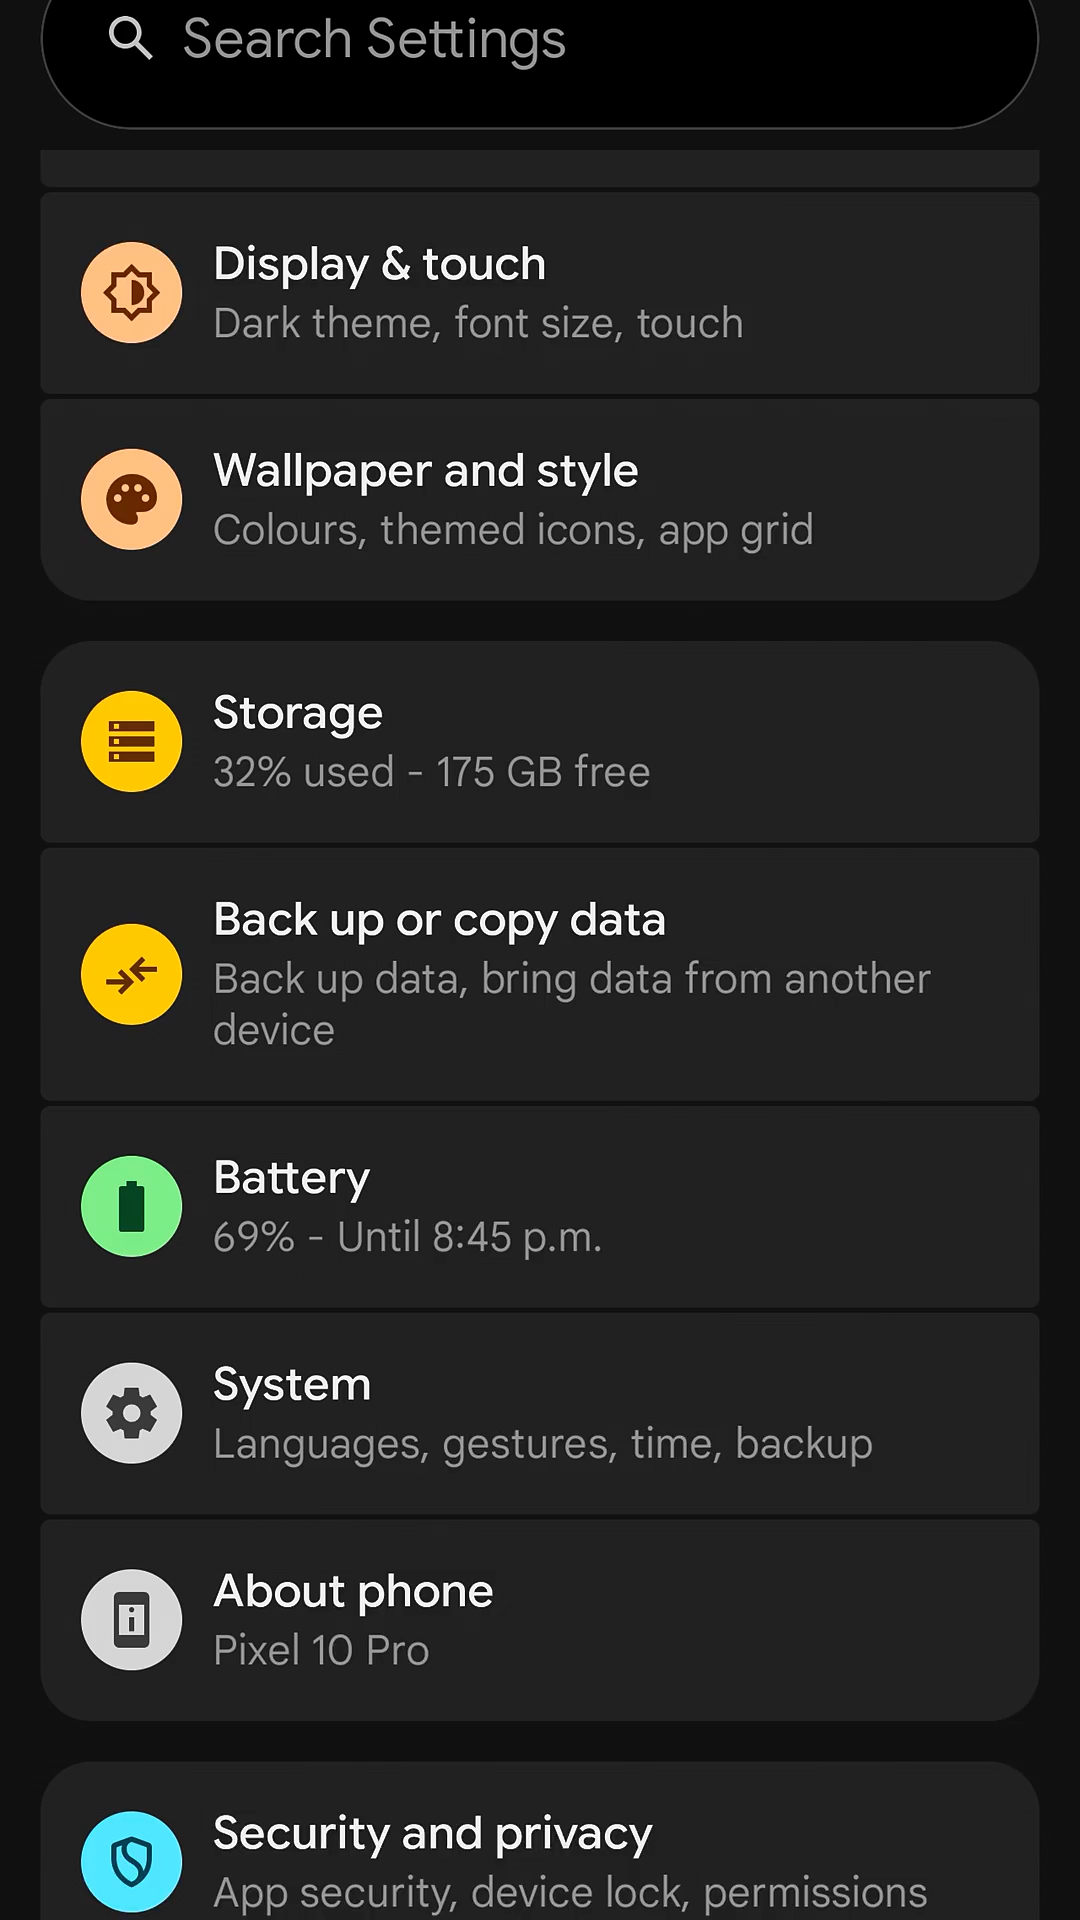 Search Settings
Display & touch
Dark theme, font size, touch
Wallpaper and style
Colours, themed icons, app grid
Storage
32% used - 175 GB free
Back up or copy data
Back up data, bring data from another
device
Battery
69% - Until 8:45 p.m.
System
Languages, gestures, time, backup
About phone
Pixel 10 Pro
Security and privacy
App security, device lock, permissions